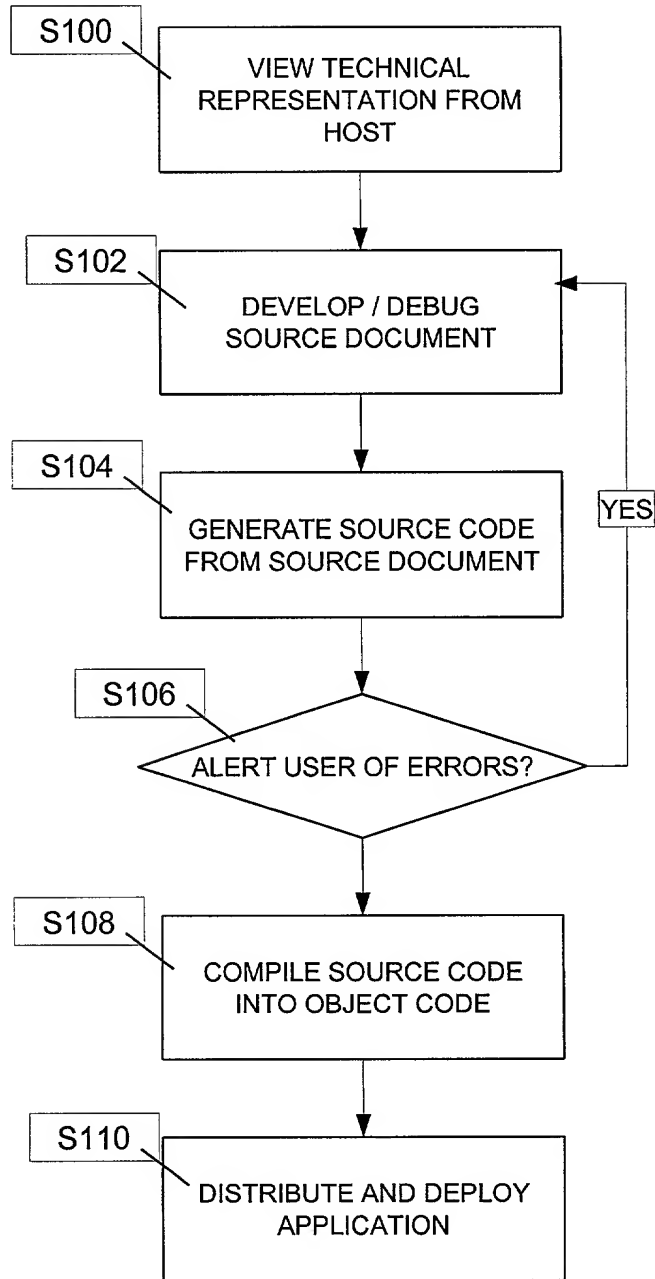 S100
VIEW TECHNICAL
REPRESENTATION FROM
HOST
S102
DEVELOP / DEBUG
SOURCE DOCUMENT
S104
GENERATE SOURCE CODE
FROM SOURCE DOCUMENT
YES
S106
ALERT USER OF ERRORS?
S108
COMPILE SOURCE CODE
INTO OBJECT CODE
S110
DISTRIBUTE AND DEPLOY
APPLICATION